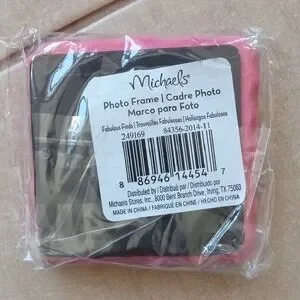 Michaels®
Photo Frame | Cadre Photo
Marco para Foto
Fabulous Finds | Trouvailles Fabuleuses | Hallazgos Fabulosos
249169 84356-2014-11
8 86946 14454 7
Distributed by / Distribué par / Distribuido por
Michaels Stores, Inc., 8000 Bent Branch Drive, Irving, TX 75063
MADE IN CHINA / FABRIQUÉ EN CHINE / HECHO EN CHINA